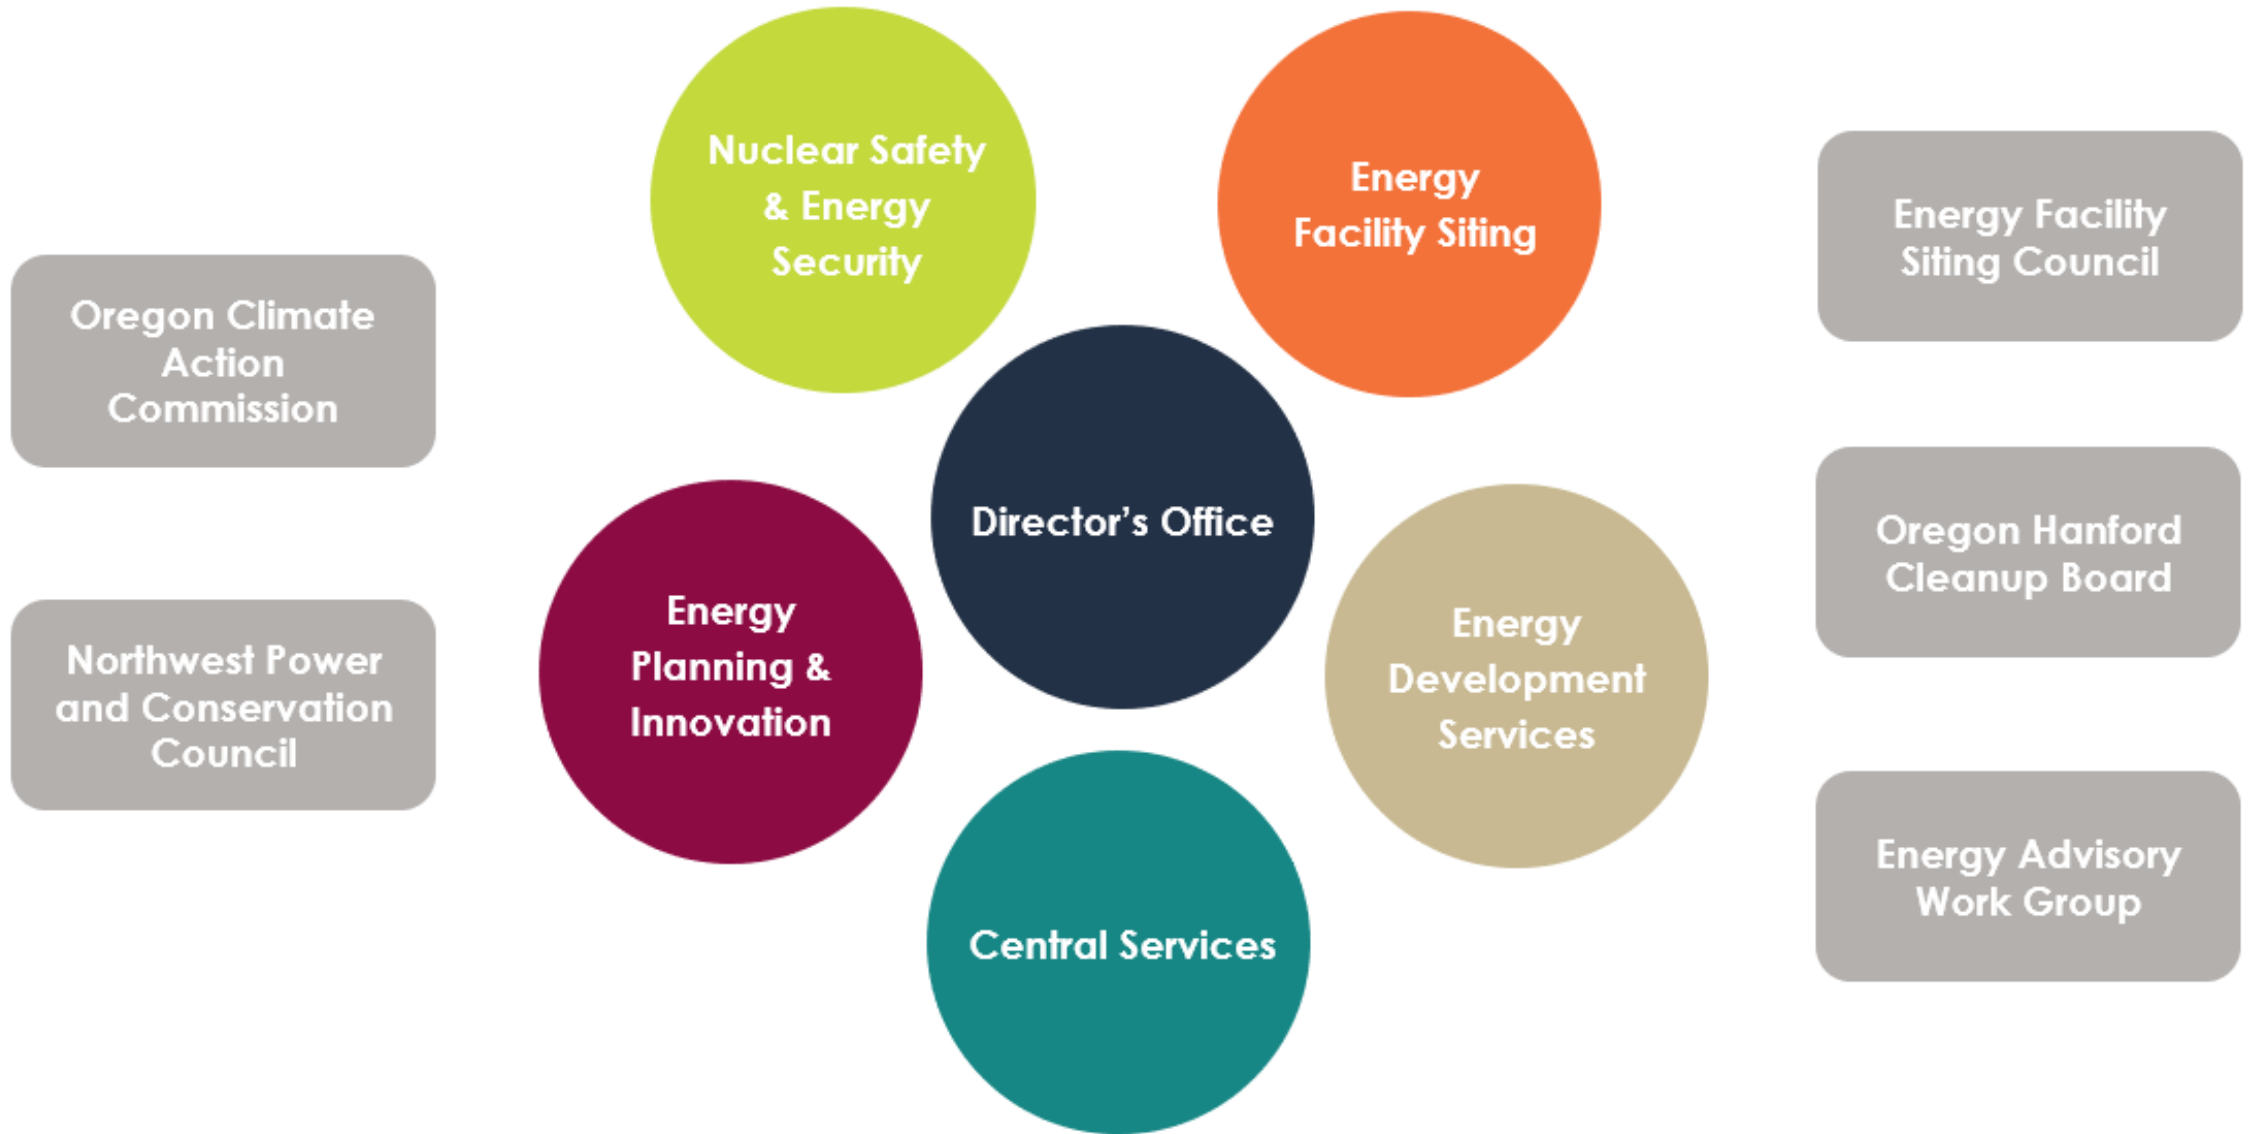 Nuclear Safety
& Energy
Security
Energy
Facility Siting
Energy Facility
Siting Council
Oregon Climate
Action
Commission
Director’s Office
Oregon Hanford
Cleanup Board
Energy
Planning &
Innovation
Energy
Development
Services
Northwest Power
and Conservation
Council
Central Services
Energy Advisory
Work Group